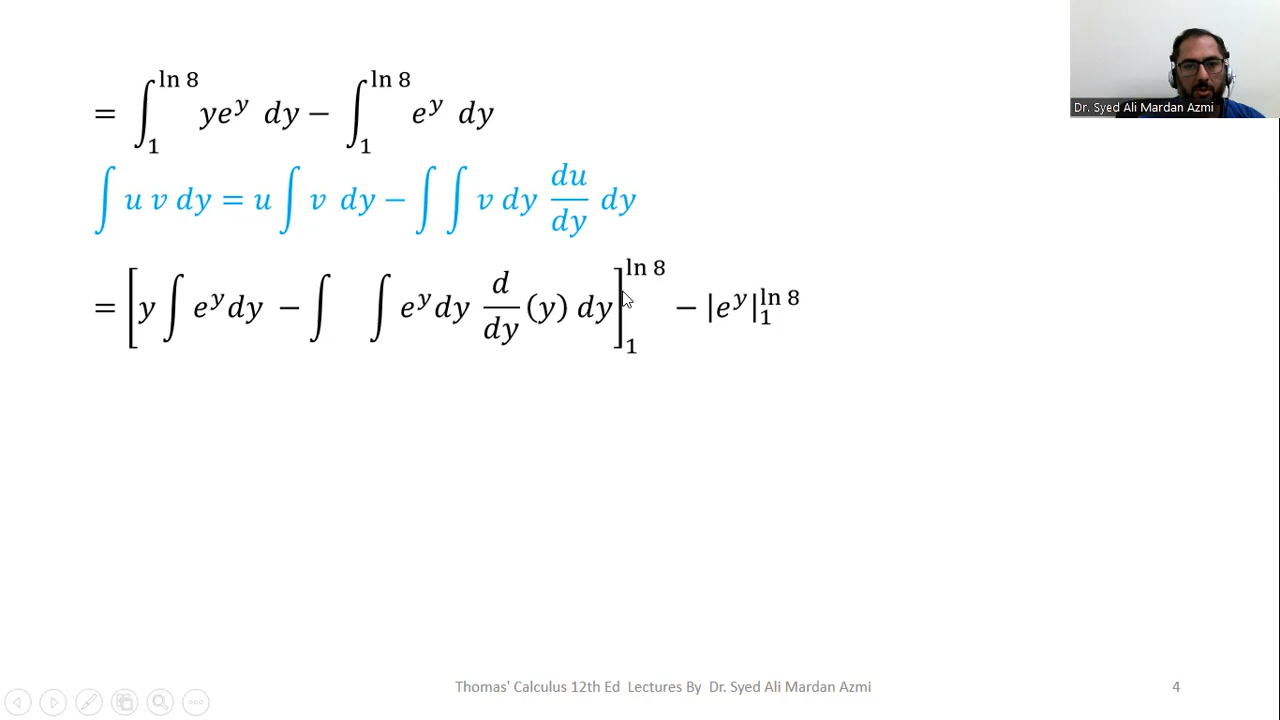 = ∫₁^{ln 8} ye^y dy − ∫₁^{ln 8} e^y dy
∫ u v dy = u ∫ v dy − ∫ ∫ v dy du/dy dy
= [y ∫ e^y dy − ∫ ∫ e^y dy d/dy (y) dy]₁^{ln 8} − |e^y|₁^{ln 8}
Dr. Syed Ali Mardan Azmi
Thomas' Calculus 12th Ed Lectures By Dr. Syed Ali Mardan Azmi
4